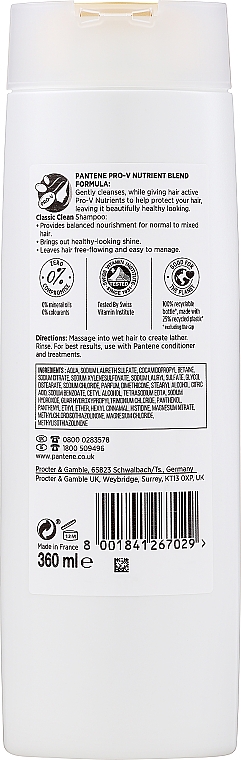 PRO-V
PANTENE PRO-V NUTRIENT BLEND
FORMULA:
Gently cleanses, while giving hair active
Pro-V Nutrients to help protect your hair,
leaving it beautifully healthy looking.
Classic Clean Shampoo:
• Provides balanced nourishment for normal to mixed
hair.
• Brings out healthy-looking shine.
• Leaves hair free-flowing and easy to manage.
ZERO
0%
COMPROMISE
GOOD FOR
THE PLANET
0% mineral oils
0% colourants
Tested By Swiss
Vitamin Institute
100% recyclable
bottle*, made with
25% recycled plastic*
*excluding the cap
Directions: Massage into wet hair to create lather.
Rinse. For best results, use with Pantene conditioner
and treatments.
INGREDIENTS: AQUA, SODIUM LAURETH SULFATE, COCAMIDOPROPYL BETAINE,
SODIUM CITRATE, SODIUM XYLENESULFONATE, SODIUM LAURYL SULFATE, GLYCOL
DISTEARATE, SODIUM CHLORIDE, PARFUM, DIMETHICONE, STEARYL ALCOHOL, CITRIC
ACID, SODIUM BENZOATE, CETYL ALCOHOL, TETRASODIUM EDTA, SODIUM
HYDROXIDE, GUAR HYDROXYPROPYLTRIMONIUM CHLORIDE, PANTHENOL,
PANTHENYL ETHYL ETHER, HEXYL CINNAMAL, HISTIDINE, MAGNESIUM NITRATE,
METHYLCHLOROISOTHIAZOLINONE, MAGNESIUM CHLORIDE,
METHYLISOTHIAZOLINONE
0800 0283578
1800 509496
www.pantene.co.uk
Procter & Gamble, 65823 Schwalbach/Ts., Germany
Procter & Gamble UK, Weybridge, Surrey, KT13 0XP, UK
12M
Made in France
360 ml e
8 001841 267029 >